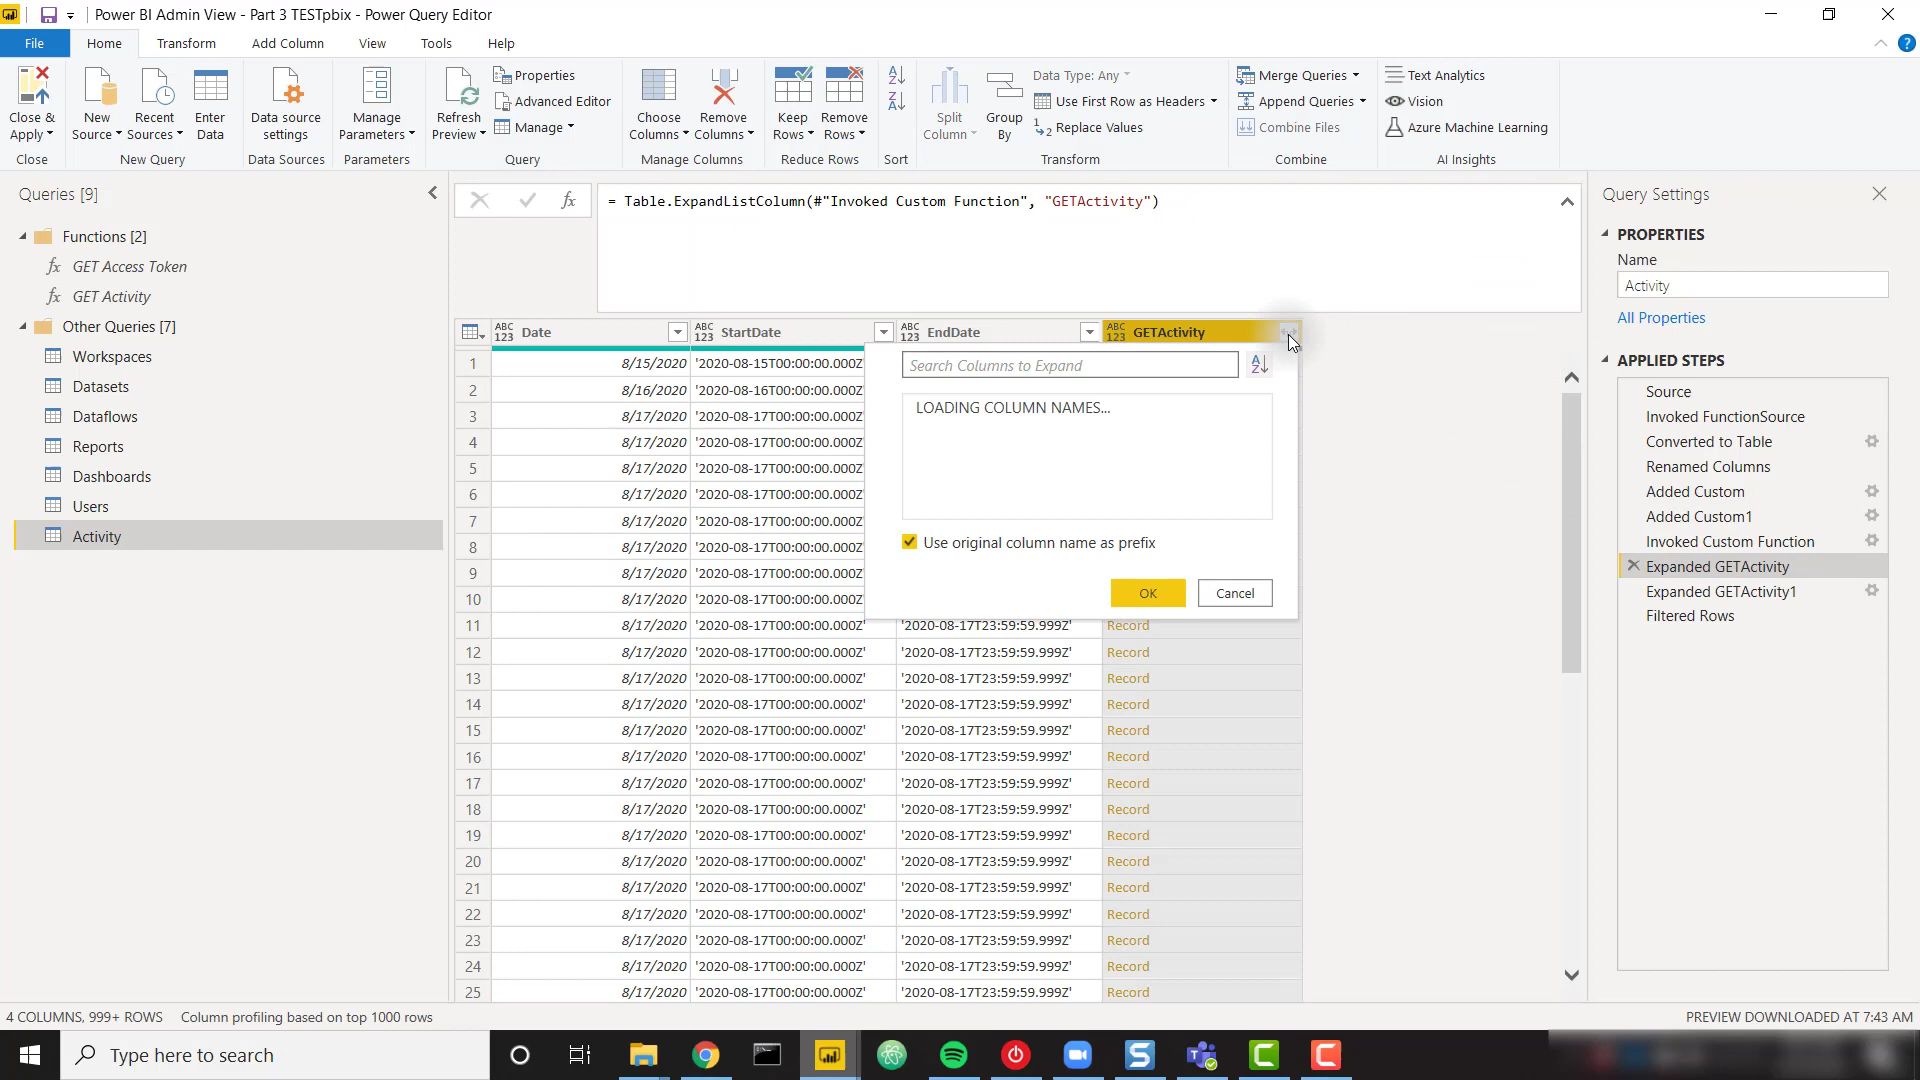 Power BI Admin View - Part 3 TESTpbix - Power Query Editor
File Home Transform Add Column View Tools Help
Close & Apply
Close
New Source
Recent Sources
Enter Data
New Query
Data source settings
Data Sources
Manage Parameters
Parameters
Refresh Preview
Properties
Advanced Editor
Manage
Query
Choose Columns
Remove Columns
Manage Columns
Keep Rows
Remove Rows
Reduce Rows
Sort
Split Column
Group By
Data Type: Any
Use First Row as Headers
Replace Values
Transform
Merge Queries
Append Queries
Combine Files
Combine
Text Analytics
Vision
Azure Machine Learning
AI Insights
Queries [9]
Functions [2]
fx GET Access Token
fx GET Activity
Other Queries [7]
Workspaces
Datasets
Dataflows
Reports
Dashboards
Users
Activity
fx = Table.ExpandListColumn(#"Invoked Custom Function", "GETActivity")
ABC 123 Date ABC 123 StartDate ABC 123 EndDate ABC 123 GETActivity
1 8/15/2020 '2020-08-15T00:00:00.000Z'
2 8/16/2020 '2020-08-16T00:00:00.000Z'
3 8/17/2020 '2020-08-17T00:00:00.000Z'
4 8/17/2020 '2020-08-17T00:00:00.000Z'
5 8/17/2020 '2020-08-17T00:00:00.000Z'
6 8/17/2020 '2020-08-17T00:00:00.000Z'
7 8/17/2020 '2020-08-17T00:00:00.000Z'
8 8/17/2020 '2020-08-17T00:00:00.000Z'
9 8/17/2020 '2020-08-17T00:00:00.000Z'
10 8/17/2020 '2020-08-17T00:00:00.000Z'
11 8/17/2020 '2020-08-17T00:00:00.000Z' '2020-08-17T23:59:59.999Z' Record
12 8/17/2020 '2020-08-17T00:00:00.000Z' '2020-08-17T23:59:59.999Z' Record
13 8/17/2020 '2020-08-17T00:00:00.000Z' '2020-08-17T23:59:59.999Z' Record
14 8/17/2020 '2020-08-17T00:00:00.000Z' '2020-08-17T23:59:59.999Z' Record
15 8/17/2020 '2020-08-17T00:00:00.000Z' '2020-08-17T23:59:59.999Z' Record
16 8/17/2020 '2020-08-17T00:00:00.000Z' '2020-08-17T23:59:59.999Z' Record
17 8/17/2020 '2020-08-17T00:00:00.000Z' '2020-08-17T23:59:59.999Z' Record
18 8/17/2020 '2020-08-17T00:00:00.000Z' '2020-08-17T23:59:59.999Z' Record
19 8/17/2020 '2020-08-17T00:00:00.000Z' '2020-08-17T23:59:59.999Z' Record
20 8/17/2020 '2020-08-17T00:00:00.000Z' '2020-08-17T23:59:59.999Z' Record
21 8/17/2020 '2020-08-17T00:00:00.000Z' '2020-08-17T23:59:59.999Z' Record
22 8/17/2020 '2020-08-17T00:00:00.000Z' '2020-08-17T23:59:59.999Z' Record
23 8/17/2020 '2020-08-17T00:00:00.000Z' '2020-08-17T23:59:59.999Z' Record
24 8/17/2020 '2020-08-17T00:00:00.000Z' '2020-08-17T23:59:59.999Z' Record
25 8/17/2020 '2020-08-17T00:00:00.000Z' '2020-08-17T23:59:59.999Z' Record
Search Columns to Expand
LOADING COLUMN NAMES...
Use original column name as prefix
OK Cancel
Query Settings
PROPERTIES
Name
Activity
All Properties
APPLIED STEPS
Source
Invoked FunctionSource
Converted to Table
Renamed Columns
Added Custom
Added Custom1
Invoked Custom Function
Expanded GETActivity
Expanded GETActivity1
Filtered Rows
4 COLUMNS, 999+ ROWS Column profiling based on top 1000 rows PREVIEW DOWNLOADED AT 7:43 AM
Type here to search